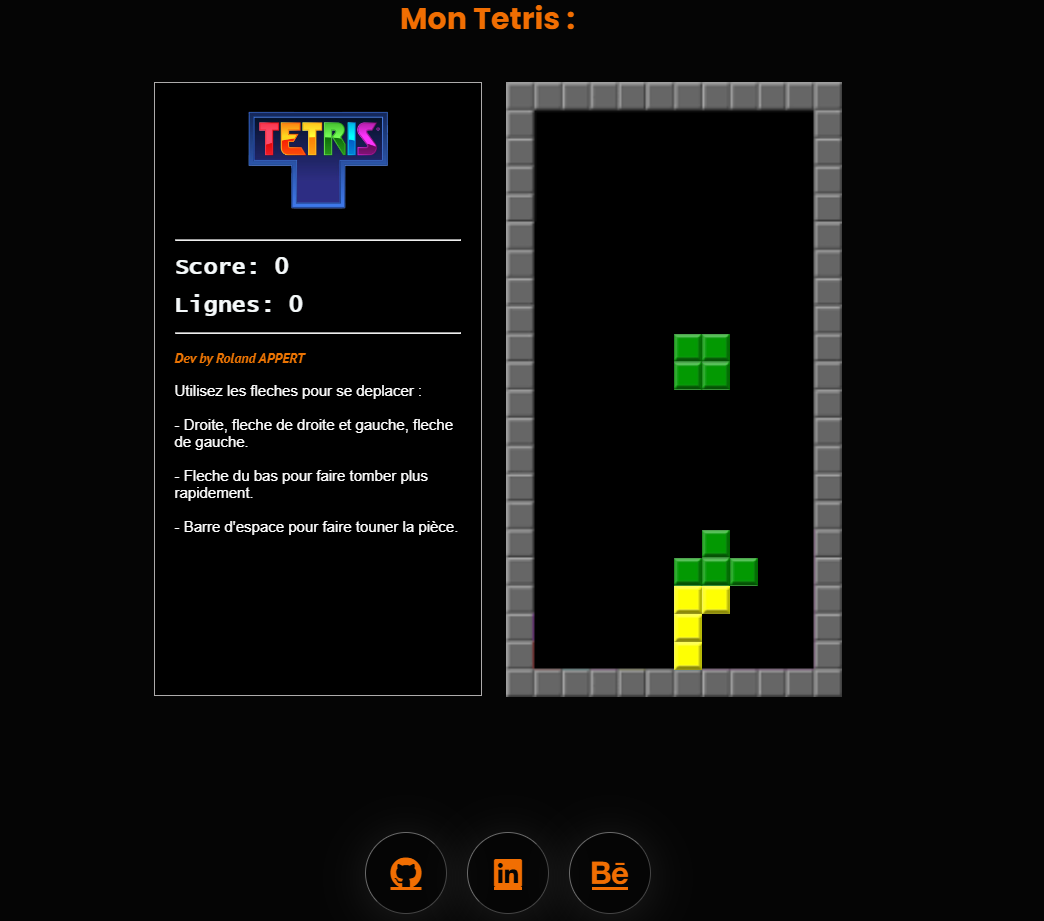 Mon Tetris :
TETRIS
Score: 0
Lignes: 0
Dev by Roland APPERT
Utilisez les fleches pour se deplacer :
- Droite, fleche de droite et gauche, fleche
de gauche.
- Fleche du bas pour faire tomber plus
rapidement.
- Barre d'espace pour faire touner la pièce.
in
Bē